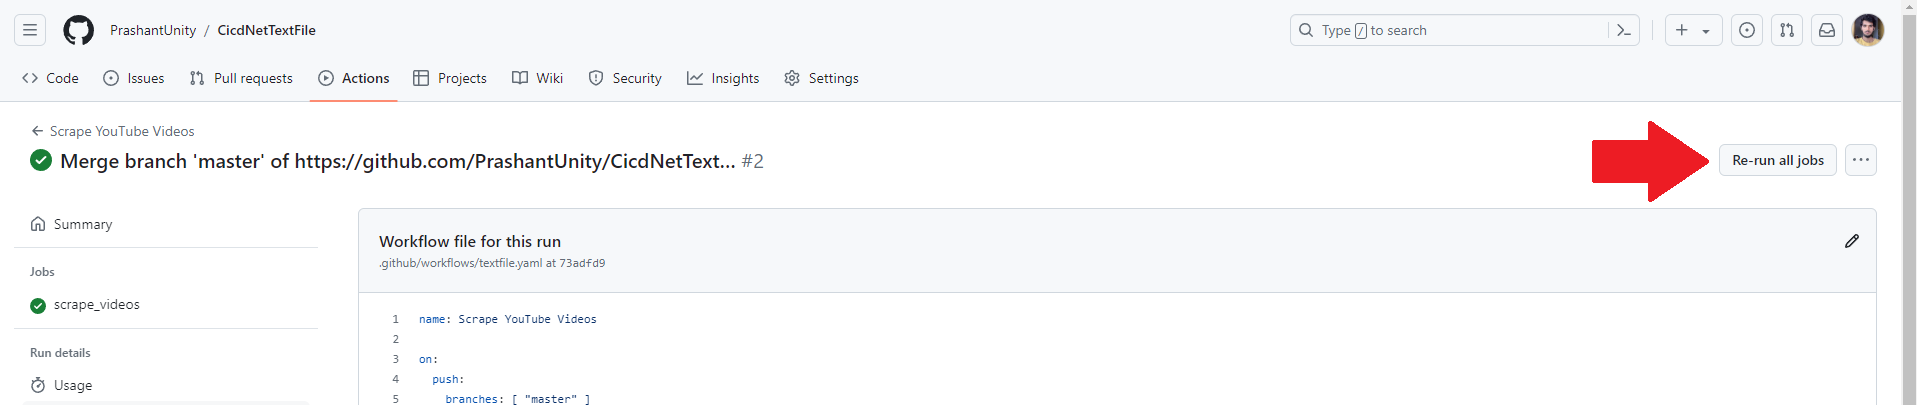 PrashantUnity / CicdNetTextFile
Type / to search
Code Issues Pull requests Actions Projects Wiki Security Insights Settings
← Scrape YouTube Videos
Merge branch 'master' of https://github.com/PrashantUnity/CicdNetText... #2
Re-run all jobs
Summary
Jobs
scrape_videos
Run details
Usage
Workflow file for this run
.github/workflows/textfile.yaml at 73adfd9
1 name: Scrape YouTube Videos
2
3 on:
4 push:
5 branches: [ "master" ]